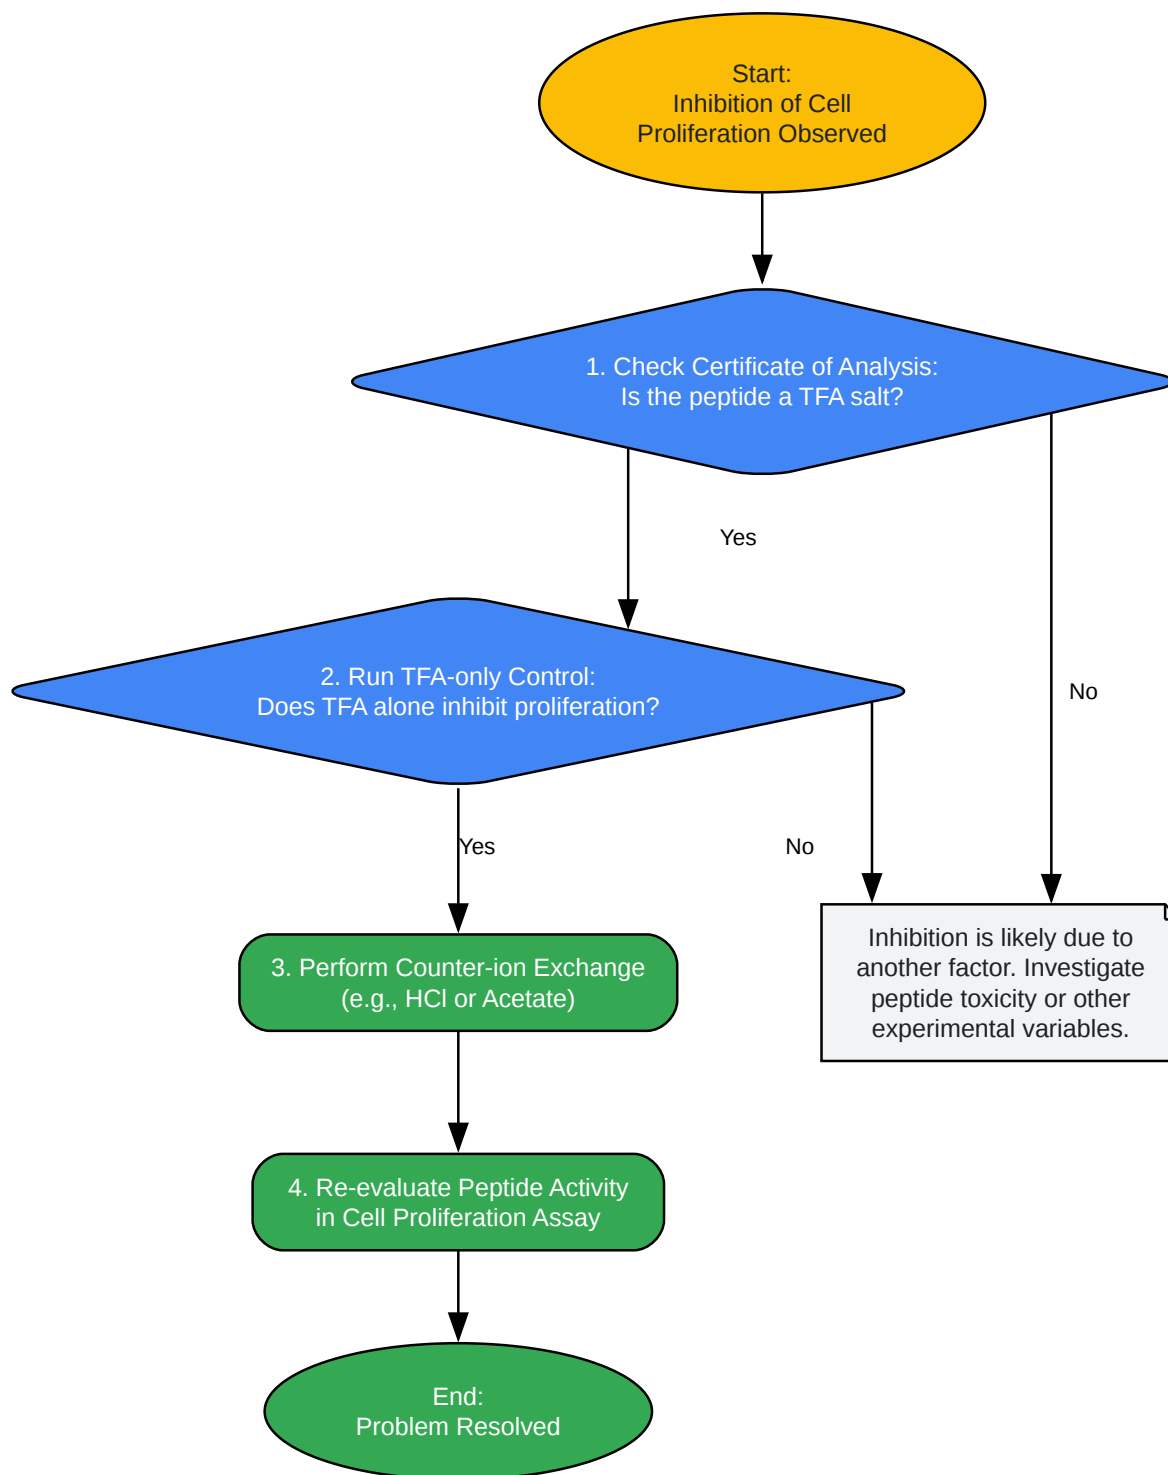 Start:
Inhibition of Cell
Proliferation Observed
1. Check Certificate of Analysis:
Is the peptide a TFA salt?
Yes
2. Run TFA-only Control:
Does TFA alone inhibit proliferation?
No
Yes
No
3. Perform Counter-ion Exchange
(e.g., HCl or Acetate)
Inhibition is likely due to
another factor. Investigate
peptide toxicity or other
experimental variables.
4. Re-evaluate Peptide Activity
in Cell Proliferation Assay
End:
Problem Resolved